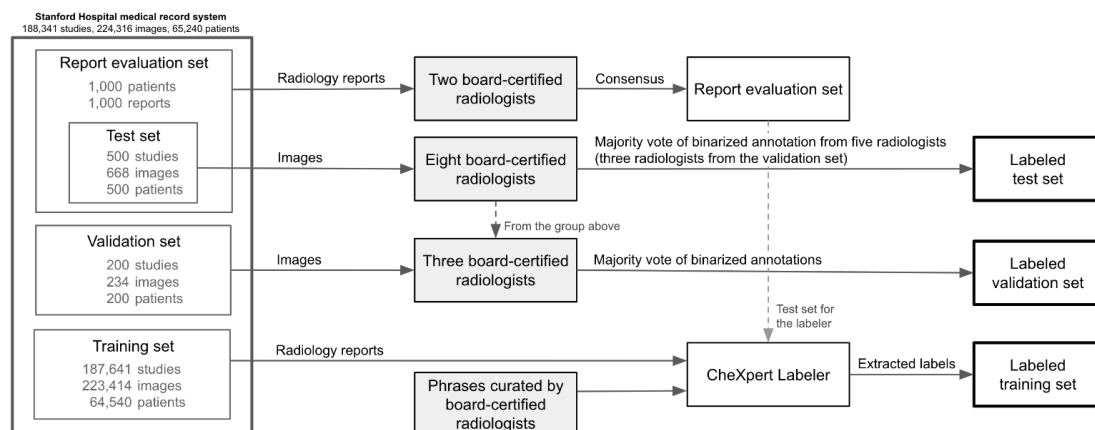 Stanford Hospital medical record system
188,341 studies, 224,316 images, 65,240 patients
Report evaluation set
1,000 patients
1,000 reports
Test set
500 studies
668 images
500 patients
Validation set
200 studies
234 images
200 patients
Training set
187,641 studies
223,414 images
64,540 patients
Radiology reports
Two board-certified
radiologists
Consensus
Report evaluation set
Images
Eight board-certified
radiologists
Majority vote of binarized annotation from five radiologists
(three radiologists from the validation set)
Labeled
test set
From the group above
Images
Three board-certified
radiologists
Majority vote of binarized annotations
Labeled
validation set
Test set for
the labeler
Radiology reports
CheXpert Labeler
Extracted labels
Labeled
training set
Phrases curated by
board-certified
radiologists